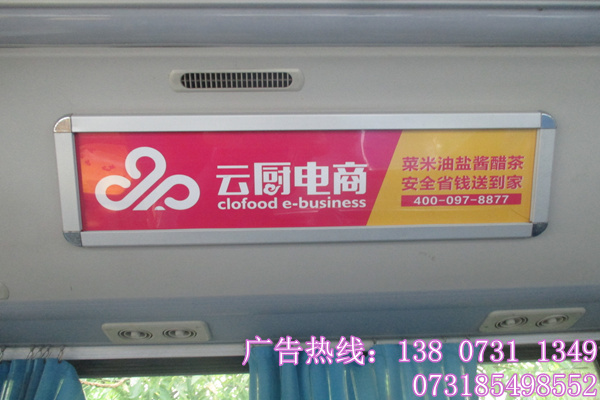 云厨电商
clofood e-business
菜米油盐酱醋茶
安全省钱送到家
400-097-8877
广告热线：138 0731 1349
073185498552